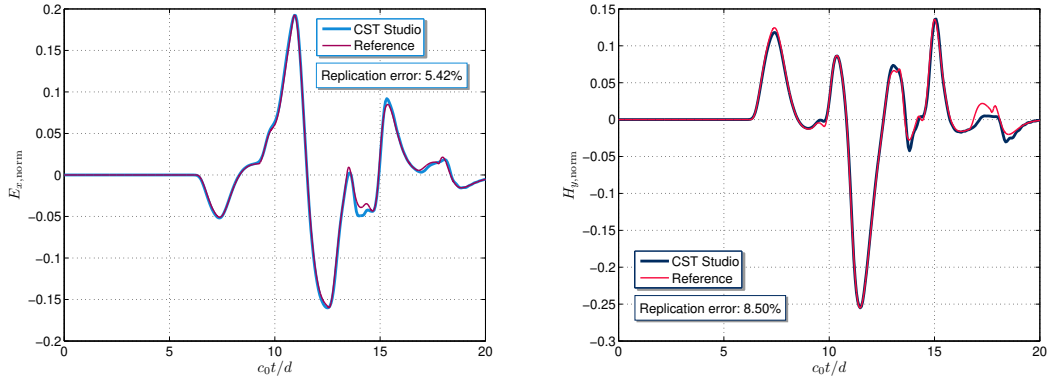 0.2
0.15
0.1
0.05
0
−0.05
−0.1
−0.15
−0.2
E_{x,norm}
CST Studio
Reference
Replication error: 5.42%
0 5 10 15 20
c_0t/d
0.15
0.1
0.05
0
−0.05
−0.1
−0.15
−0.2
−0.25
−0.3
H_{y,norm}
CST Studio
Reference
Replication error: 8.50%
0 5 10 15 20
c_0t/d